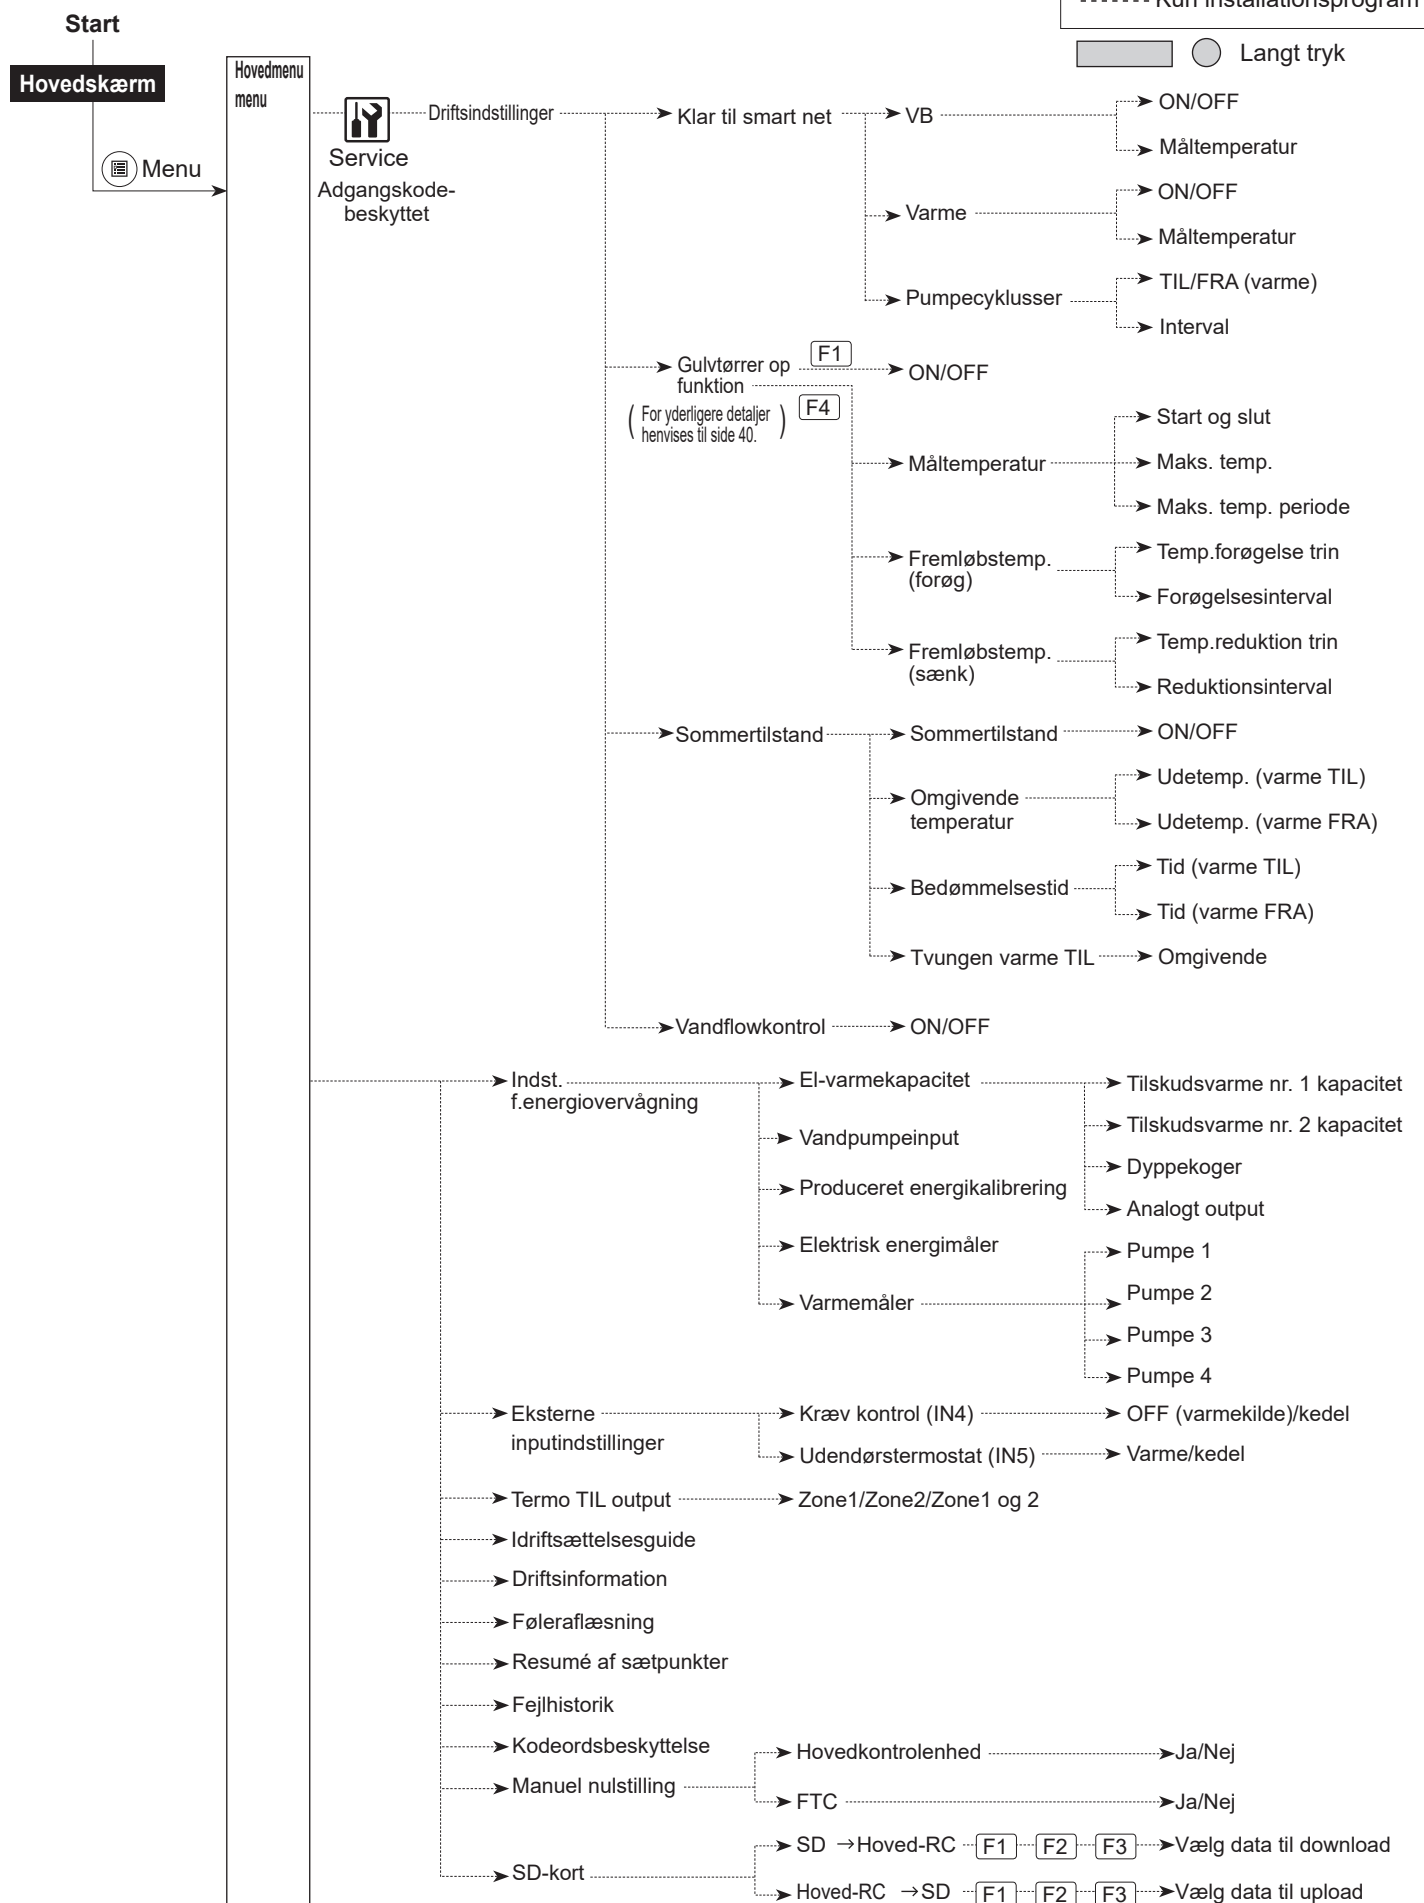 Kun installationsprogram
Start
Langt tryk
Hovedskærm
Hovedmenu
menu
Menu
Service
Adgangskode-
beskyttet
Driftsindstillinger
Klar til smart net
VB
ON/OFF
Måltemperatur
Varme
ON/OFF
Måltemperatur
Pumpecyklusser
TIL/FRA (varme)
Interval
Gulvtørrer op
funktion
F1
ON/OFF
F4
( For yderligere detaljer
henvises til side 40. )
Måltemperatur
Start og slut
Maks. temp.
Maks. temp. periode
Fremløbstemp.
(forøg)
Temp.forøgelse trin
Forøgelsesinterval
Fremløbstemp.
(sænk)
Temp.reduktion trin
Reduktionsinterval
Sommertilstand
Sommertilstand
ON/OFF
Omgivende
temperatur
Udetemp. (varme TIL)
Udetemp. (varme FRA)
Bedømmelsestid
Tid (varme TIL)
Tid (varme FRA)
Tvungen varme TIL
Omgivende
Vandflowkontrol
ON/OFF
Indst.
f.energiovervågning
El-varmekapacitet
Tilskudsvarme nr. 1 kapacitet
Tilskudsvarme nr. 2 kapacitet
Dyppekoger
Analogt output
Vandpumpeinput
Produceret energikalibrering
Elektrisk energimåler
Varmemåler
Pumpe 1
Pumpe 2
Pumpe 3
Pumpe 4
Eksterne
inputindstillinger
Kræv kontrol (IN4)
OFF (varmekilde)/kedel
Udendørstermostat (IN5)
Varme/kedel
Termo TIL output
Zone1/Zone2/Zone1 og 2
Idriftsættelsesguide
Driftsinformation
Føleraflæsning
Resumé af sætpunkter
Fejlhistorik
Kodeordsbeskyttelse
Manuel nulstilling
Hovedkontrolenhed
Ja/Nej
FTC
Ja/Nej
SD-kort
SD →Hoved-RC F1 F2 F3 Vælg data til download
Hoved-RC →SD F1 F2 F3 Vælg data til upload